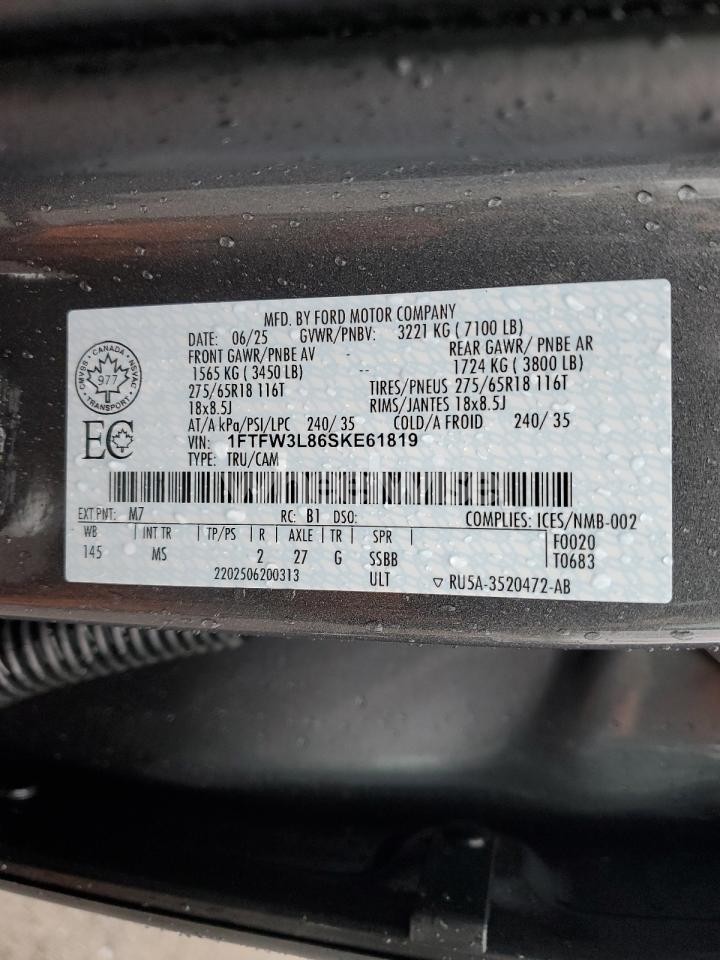 MFD. BY FORD MOTOR COMPANY
DATE: 06/25 GVWR/PNBV: 3221 KG ( 7100 LB)
FRONT GAWR/PNBE AV REAR GAWR/ PNBE AR
1565 KG ( 3450 LB) 1724 KG ( 3800 LB)
275/65R18 116T TIRES/PNEUS 275/65R18 116T
18x8.5J RIMS/JANTES 18x8.5J
AT/A kPa/PSI/LPC 240/ 35 COLD/A FROID 240/ 35
VIN: 1FTFW3L86SKE61819
TYPE: TRU/CAM
CANADA
CMVSS NSVAC
977
TRANSPORT
EC
EXT PNT: M7 RC: B1 DSO: COMPLIES: ICES/NMB-002
WB INT TR TP/PS R AXLE TR SPR F0020
145 MS 2 27 G SSBB T0683
2202506200313 ULT ▽ RU5A-3520472-AB